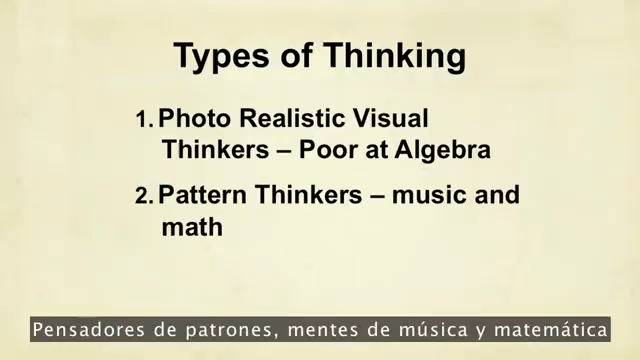 Types of Thinking
1. Photo Realistic Visual
Thinkers – Poor at Algebra
2. Pattern Thinkers – music and
math
Pensadores de patrones, mentes de música y matemática